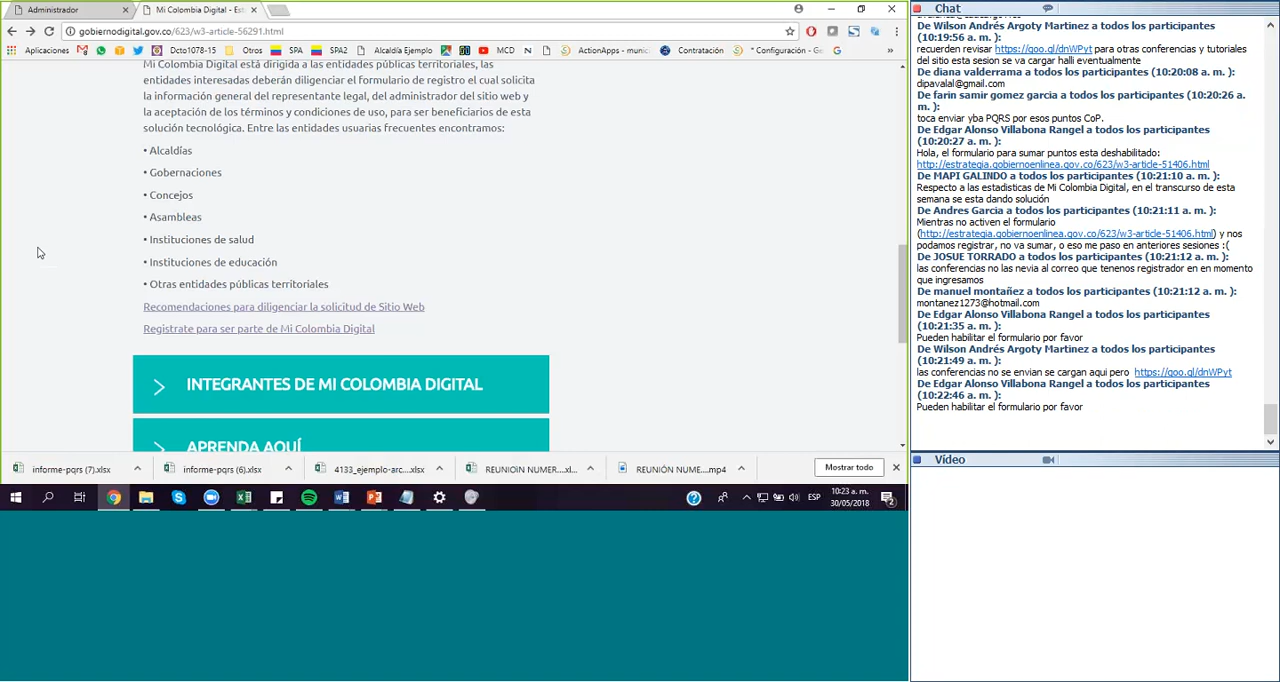 Administrador
Mi Colombia Digital - Est
gobiernodigital.gov.co/623/w3-article-56291.html
Aplicaciones
Dcto1078-15
Otros
SPA
SPA2
Alcaldía Ejemplo
MCD
ActionApps - munic
Contratación
* Configuración - Go
»
Mi Colombia Digital está dirigida a las entidades públicas territoriales, las
entidades interesadas deberán diligenciar el formulario de registro el cual solicita
la información general del representante legal, del administrador del sitio web y
la aceptación de los términos y condiciones de uso, para ser beneficiarios de esta
solución tecnológica. Entre las entidades usuarias frecuentes encontramos:
• Alcaldías
• Gobernaciones
• Concejos
• Asambleas
• Instituciones de salud
• Instituciones de educación
• Otras entidades públicas territoriales
Recomendaciones para diligenciar la solicitud de Sitio Web
Registrate para ser parte de Mi Colombia Digital
INTEGRANTES DE MI COLOMBIA DIGITAL
APRENDA AQUÍ
informe-pqrs (7).xlsx
informe-pqrs (6).xlsx
4133_ejemplo-arc....xlsx
REUNIOìN NUMER....xl...
REUNIÓN NUME....mp4
Mostrar todo
ESP
10:23 a. m.
30/05/2018
Chat
De Wilson Andrés Argoty Martinez a todos los participantes
(10:19:56 a. m. ):
recuerden revisar https://goo.gl/dnWPyt para otras conferencias y tutoriales
del sitio esta sesion se va cargar halli eventualmente
De diana valderrama a todos los participantes (10:20:08 a. m. ):
dipavalal@gmail.com
De farin samir gomez garcia a todos los participantes (10:20:26 a.
m. ):
toca enviar yba PQRS por esos puntos CoP.
De Edgar Alonso Villabona Rangel a todos los participantes
(10:20:27 a. m. ):
Hola, el formulario para sumar puntos esta deshabilitado:
http://estrategia.gobiernoenlinea.gov.co/623/w3-article-51406.html
De MAPI GALINDO a todos los participantes (10:21:10 a. m. ):
Respecto a las estadisticas de Mi Colombia Digital, en el transcurso de esta
semana se esta dando solución
De Andres Garcia a todos los participantes (10:21:11 a. m. ):
Mientras no activen el formulario
(http://estrategia.gobiernoenlinea.gov.co/623/w3-article-51406.html) y nos
podamos registrar, no va sumar, o eso me paso en anteriores sesiones :(
De JOSUE TORRADO a todos los participantes (10:21:12 a. m. ):
las conferencias no las nevia al correo que tenenos registrador en en momento
que ingresamos
De manuel montañez a todos los participantes (10:21:12 a. m. ):
montanez1273@hotmail.com
De Edgar Alonso Villabona Rangel a todos los participantes
(10:21:35 a. m. ):
Pueden habilitar el formulario por favor
De Wilson Andrés Argoty Martinez a todos los participantes
(10:21:49 a. m. ):
las conferencias no se envian se cargan aqui pero https://goo.gl/dnWPyt
De Edgar Alonso Villabona Rangel a todos los participantes
(10:22:46 a. m. ):
Pueden habilitar el formulario por favor
Vídeo